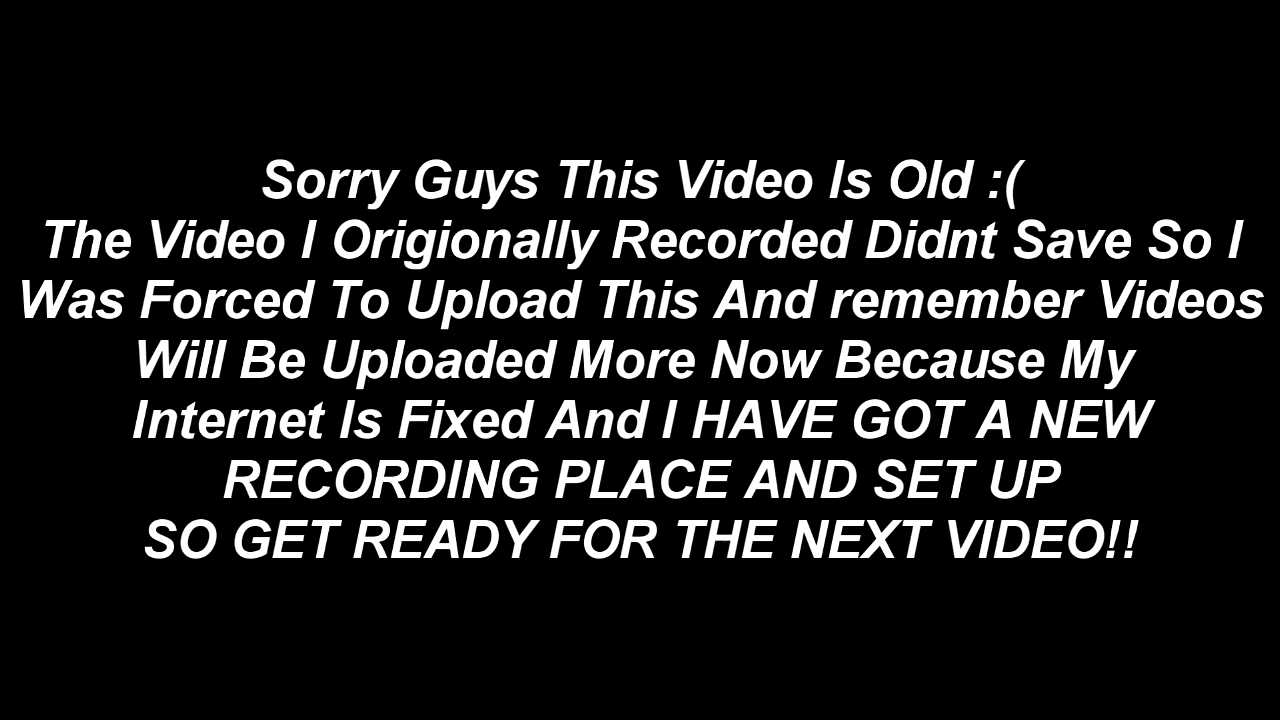 Sorry Guys This Video Is Old :(
The Video I Origionally Recorded Didnt Save So I
Was Forced To Upload This And remember Videos
Will Be Uploaded More Now Because My
Internet Is Fixed And I HAVE GOT A NEW
RECORDING PLACE AND SET UP
SO GET READY FOR THE NEXT VIDEO!!